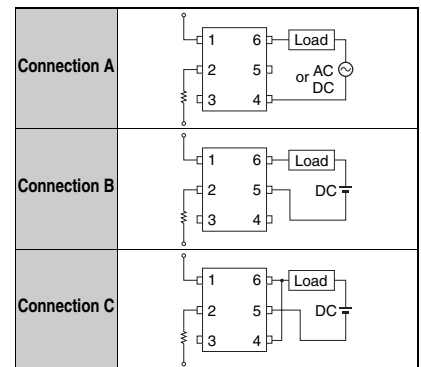 Connection A
1 6 Load
2 5
or AC
DC
3 4
Connection B
1 6 Load
2 5 DC
3 4
Connection C
1 6 Load
2 5 DC
3 4